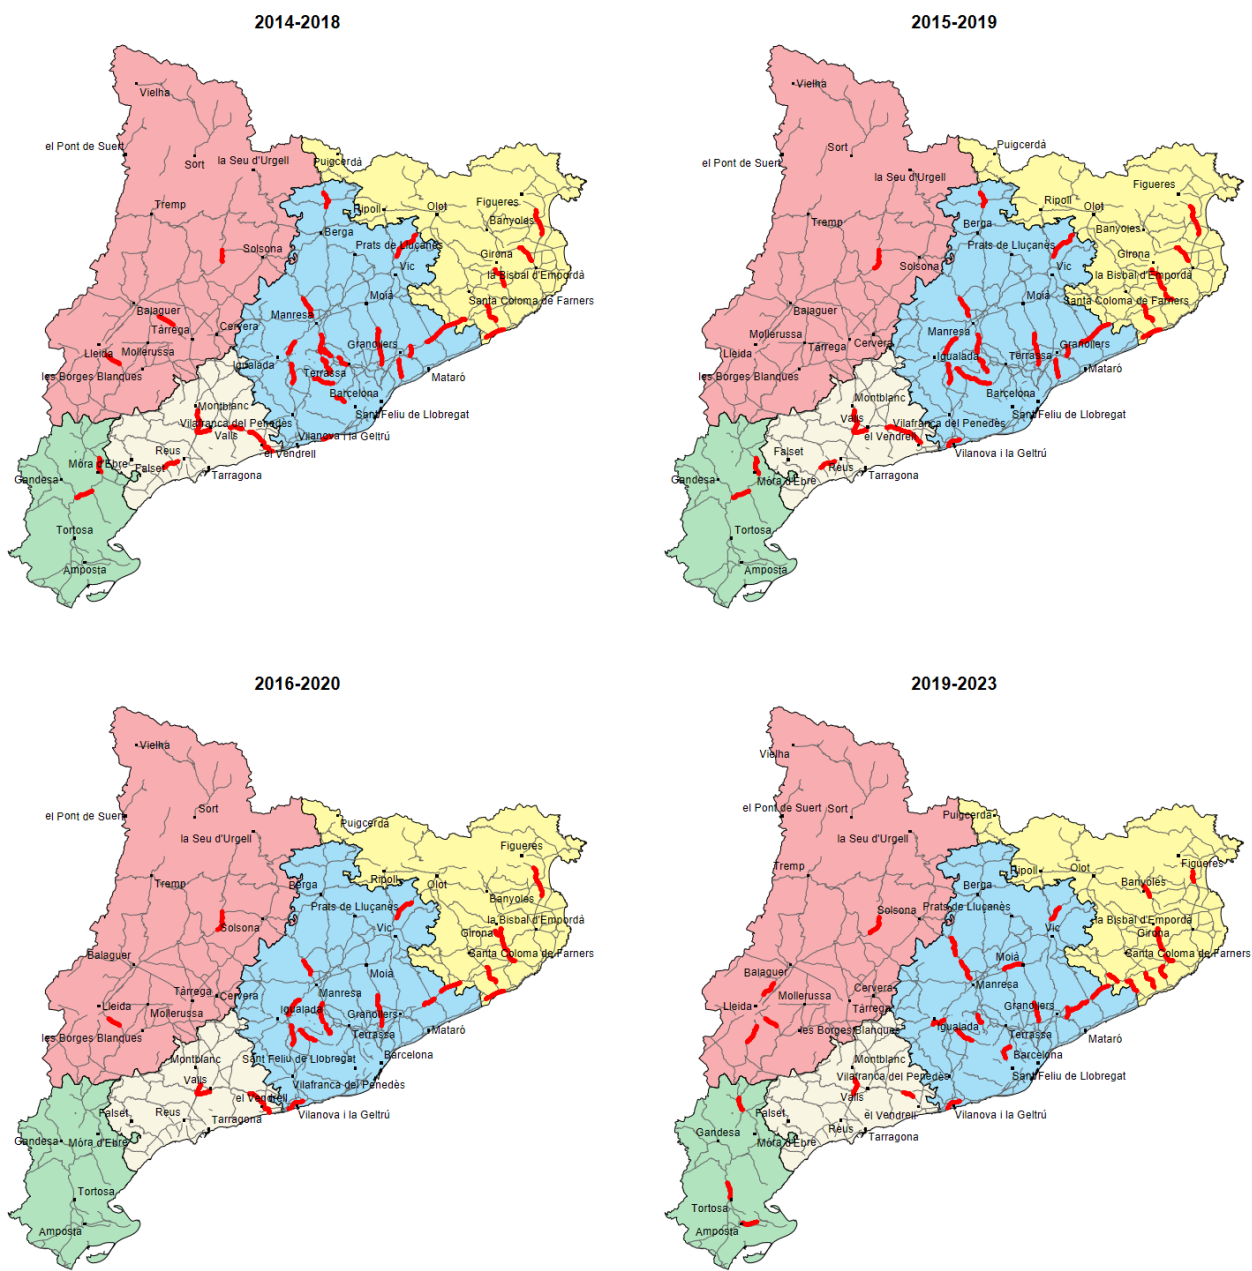 2014-2018
Vielha
el Pont de Suert
Sort
la Seu d'Urgell
Puigcerdà
Tremp
Ripoll
Olot
Figueres
Banyoles
Berga
Solsona
Prats de Lluçanès
Girona
Vic
la Bisbal d'Empordà
Moià
Santa Coloma de Farners
Balaguer
Manresa
Tàrrega
Cervera
Granollers
Lleida
Mollerussa
Igualada
Terrassa
Mataró
les Borges Blanques
Barcelona
Montblanc
Sant Feliu de Llobregat
Vilafranca del Penedès
Valls
Vilanova i la Geltrú
el Vendrell
Reus
Móra d'Ebre
Falset
Tarragona
Gandesa
Tortosa
Amposta
2015-2019
Vielha
Sort
Puigcerdà
el Pont de Suert
la Seu d'Urgell
Figueres
Ripoll
Olot
Tremp
Banyoles
Prats de Lluçanès
Berga
Girona
Solsona
Vic
la Bisbal d'Empordà
Moià
Santa Coloma de Farners
Balaguer
Manresa
Mollerussa
Cervera
Granollers
Tàrrega
Lleida
Igualada
Terrassa
Mataró
les Borges Blanques
Barcelona
Montblanc
Sant Feliu de Llobregat
Valls
Vilafranca del Penedès
el Vendrell
Vilanova i la Geltrú
Falset
Reus
Tarragona
Gandesa
Móra d'Ebre
Tortosa
Amposta
2016-2020
Vielha
Sort
el Pont de Suert
Puigcerdà
la Seu d'Urgell
Figueres
Tremp
Berga
Ripoll
Olot
Banyoles
Prats de Lluçanès
la Bisbal d'Empordà
Solsona
Vic
Girona
Balaguer
Moià
Santa Coloma de Farners
Tàrrega
Cervera
Manresa
Lleida
Mollerussa
Igualada
Granollers
les Borges Blanques
Terrassa
Mataró
Montblanc
Sant Feliu de Llobregat
Barcelona
Valls
Vilafranca del Penedès
el Vendrell
Falset
Reus
Tarragona
Vilanova i la Geltrú
Gandesa
Móra d'Ebre
Tortosa
Amposta
2019-2023
Vielha
el Pont de Suert
Sort
Puigcerdà
la Seu d'Urgell
Figueres
Tremp
Ripoll
Olot
Banyoles
Berga
Solsona
Prats de Lluçanès
la Bisbal d'Empordà
Vic
Girona
Moià
Santa Coloma de Farners
Balaguer
Manresa
Cervera
Lleida
Mollerussa
Tàrrega
Granollers
Igualada
les Borges Blanques
Mataró
Montblanc
Barcelona
Vilafranca del Penedès
Sant Feliu de Llobregat
Valls
el Vendrell
Vilanova i la Geltrú
Falset
Reus
Tarragona
Gandesa
Móra d'Ebre
Tortosa
Amposta